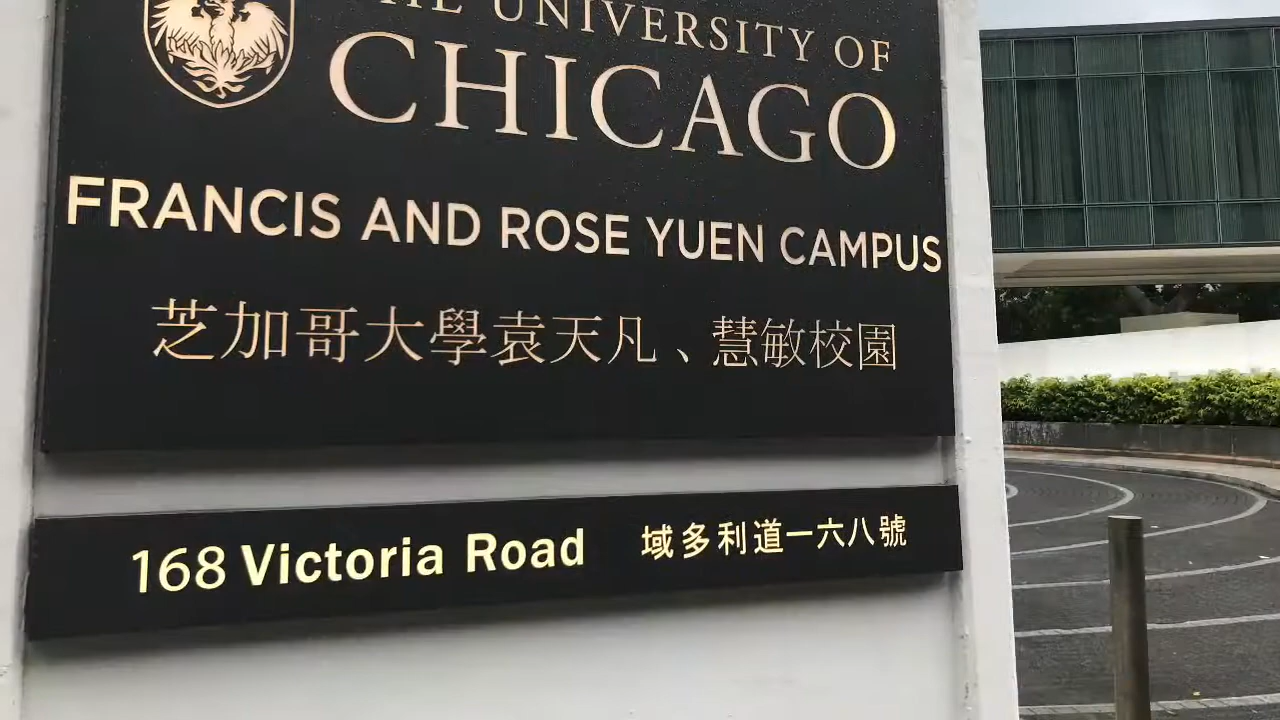 THE UNIVERSITY OF
CHICAGO
FRANCIS AND ROSE YUEN CAMPUS
芝加哥大學袁天凡、慧敏校園
168 Victoria Road 域多利道一六八號